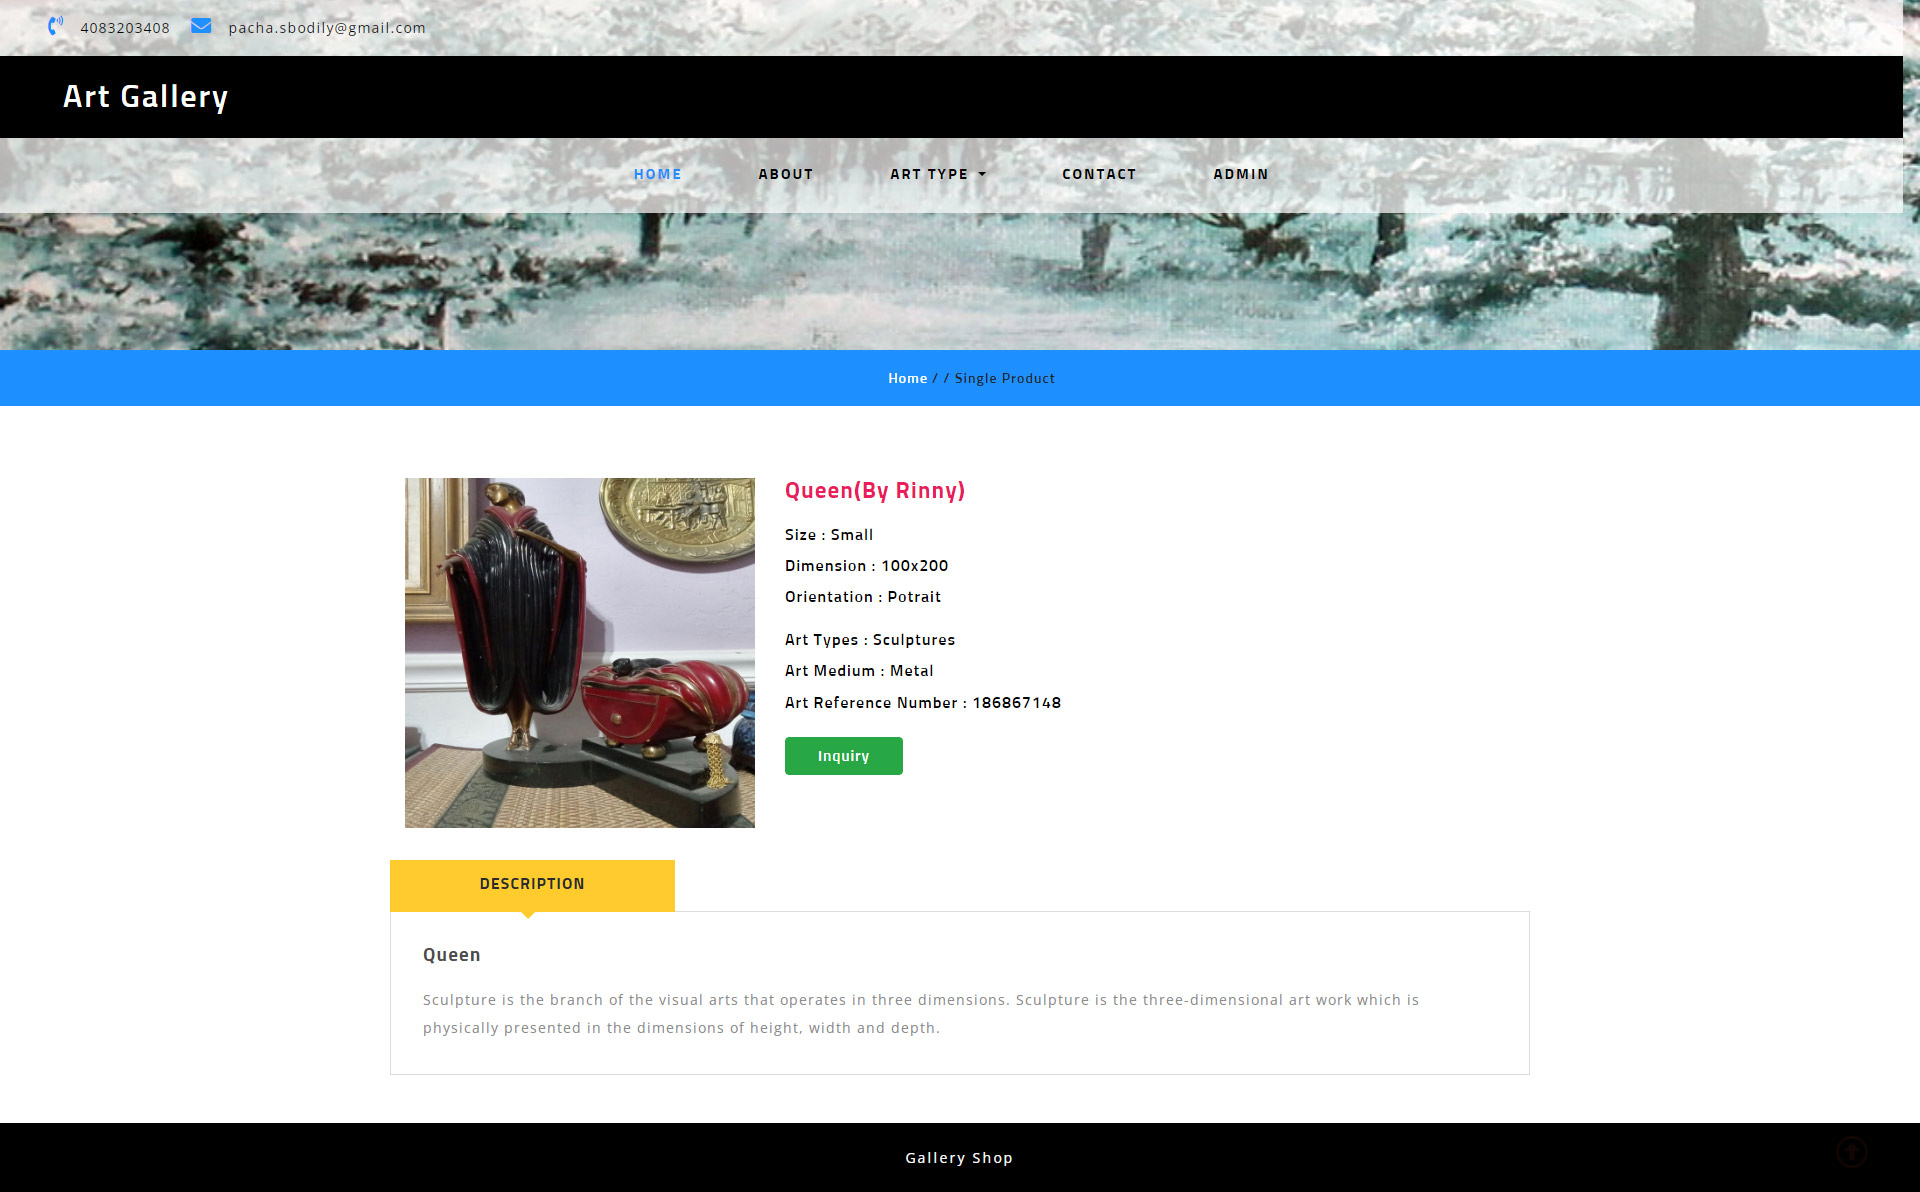 4083203408 pacha.sbodily@gmail.com
Art Gallery
HOME ABOUT ART TYPE CONTACT ADMIN
Home / / Single Product
Queen(By Rinny)
Size : Small
Dimension : 100x200
Orientation : Potrait
Art Types : Sculptures
Art Medium : Metal
Art Reference Number : 186867148
Inquiry
DESCRIPTION
Queen
Sculpture is the branch of the visual arts that operates in three dimensions. Sculpture is the three-dimensional art work which is
physically presented in the dimensions of height, width and depth.
Gallery Shop